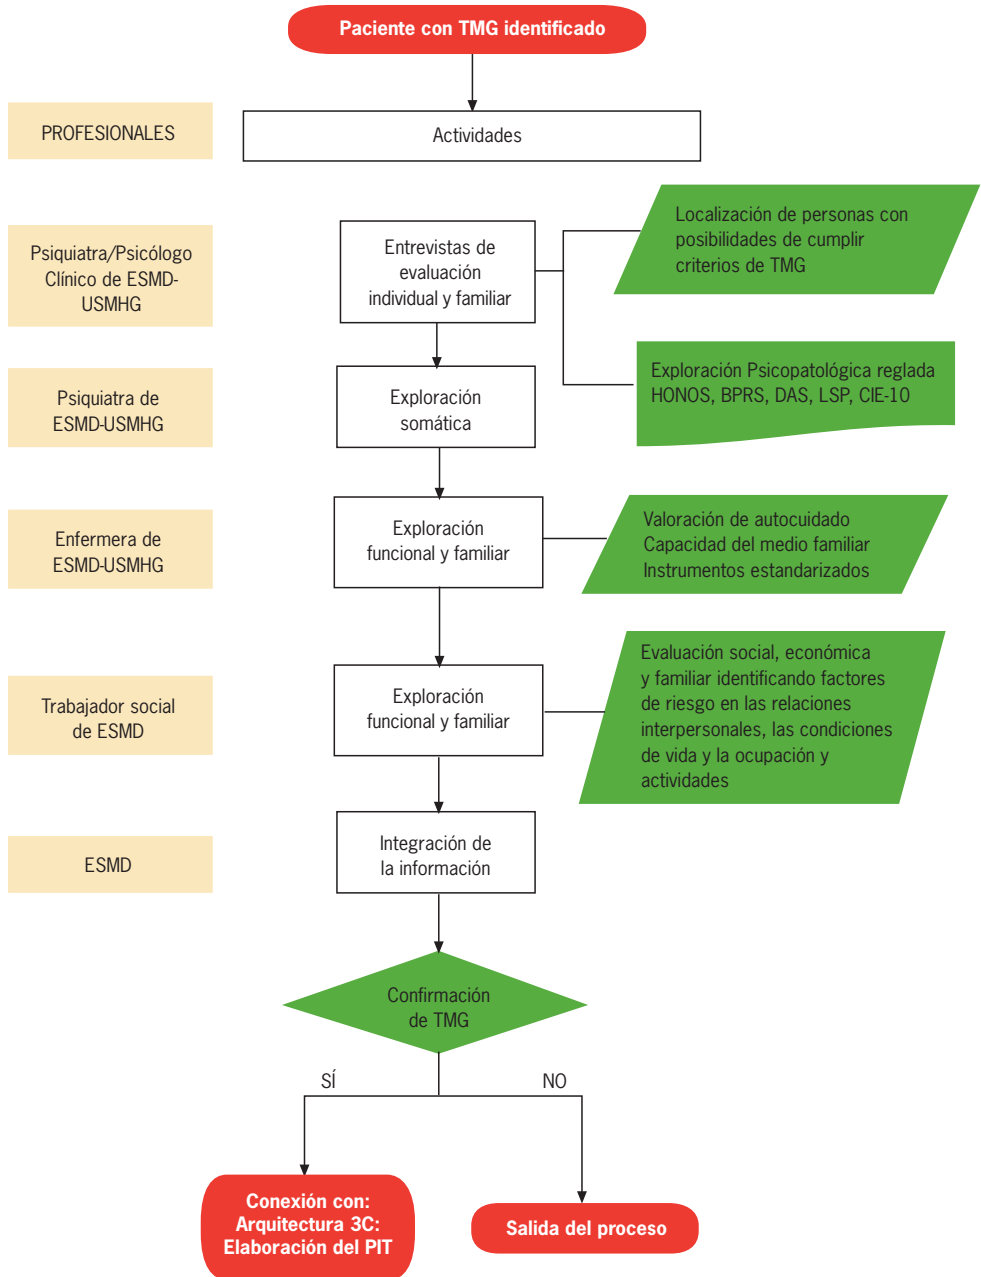 Paciente con TMG identificado
PROFESIONALES
Actividades
Psiquiatra/Psicólogo
Clínico de ESMD-
USMHG
Entrevistas de
evaluación
individual y familiar
Localización de personas con
posibilidades de cumplir
criterios de TMG
Exploración Psicopatológica reglada
HONOS, BPRS, DAS, LSP, CIE-10
Psiquiatra de
ESMD-USMHG
Exploración
somática
Enfermera de
ESMD-USMHG
Exploración
funcional y familiar
Valoración de autocuidado
Capacidad del medio familiar
Instrumentos estandarizados
Trabajador social
de ESMD
Exploración
funcional y familiar
Evaluación social, económica
y familiar identificando factores
de riesgo en las relaciones
interpersonales, las condiciones
de vida y la ocupación y
actividades
ESMD
Integración de
la información
Confirmación
de TMG
SÍ
NO
Conexión con:
Arquitectura 3C:
Elaboración del PIT
Salida del proceso